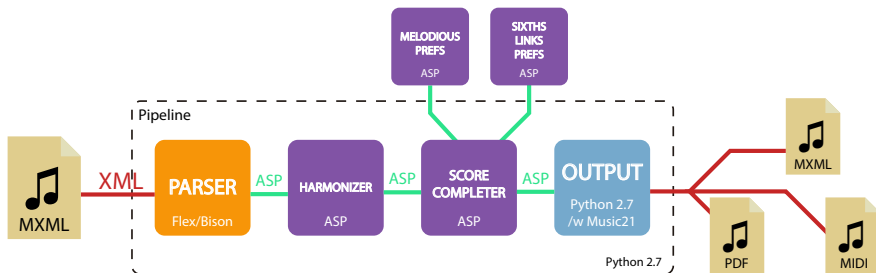 MELODIOUS
PREFS
ASP
SIXTHS
LINKS
PREFS
ASP
Pipeline
MXML
XML
PARSER
Flex/Bison
ASP
HARMONIZER
ASP
ASP
SCORE
COMPLETER
ASP
ASP
OUTPUT
Python 2.7
/w Music21
Python 2.7
MXML
PDF
MIDI